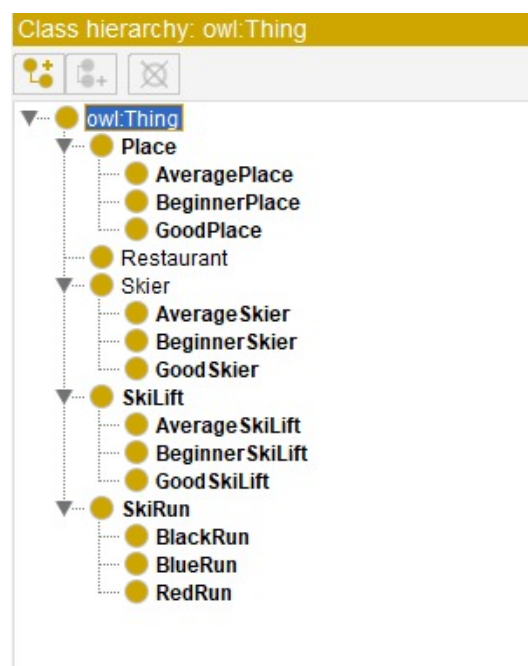 Class hierarchy: owl:Thing
owl:Thing
Place
AveragePlace
BeginnerPlace
GoodPlace
Restaurant
Skier
AverageSkier
BeginnerSkier
GoodSkier
SkiLift
AverageSkiLift
BeginnerSkiLift
GoodSkiLift
SkiRun
BlackRun
BlueRun
RedRun